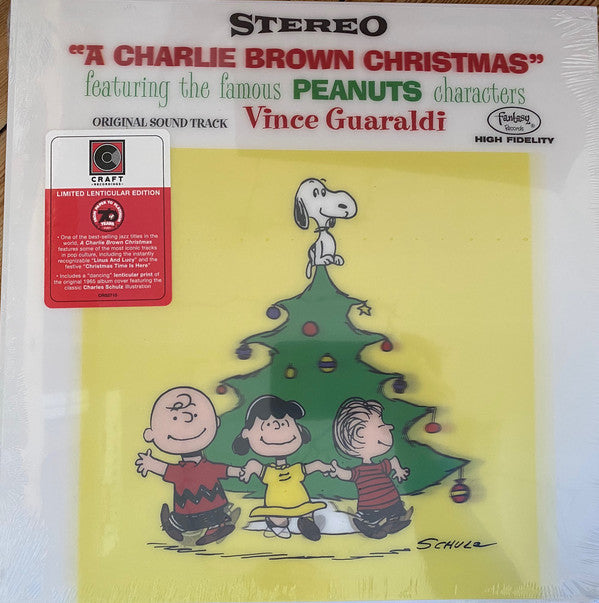 STEREO
"A CHARLIE BROWN CHRISTMAS"
featuring the famous PEANUTS characters
ORIGINAL SOUND TRACK Vince Guaraldi
Fantasy
Records
HIGH FIDELITY
CRAFT
RECORDINGS
LIMITED LENTICULAR EDITION
70
YEARS
• One of the best-selling jazz titles in the
world, A Charlie Brown Christmas
features some of the most iconic tracks
in pop culture, including the instantly
recognizable "Linus And Lucy" and the
festive "Christmas Time Is Here"
• Includes a "dancing" lenticular print of
the original 1965 album cover featuring the
classic Charles Schulz illustration
SCHULZ